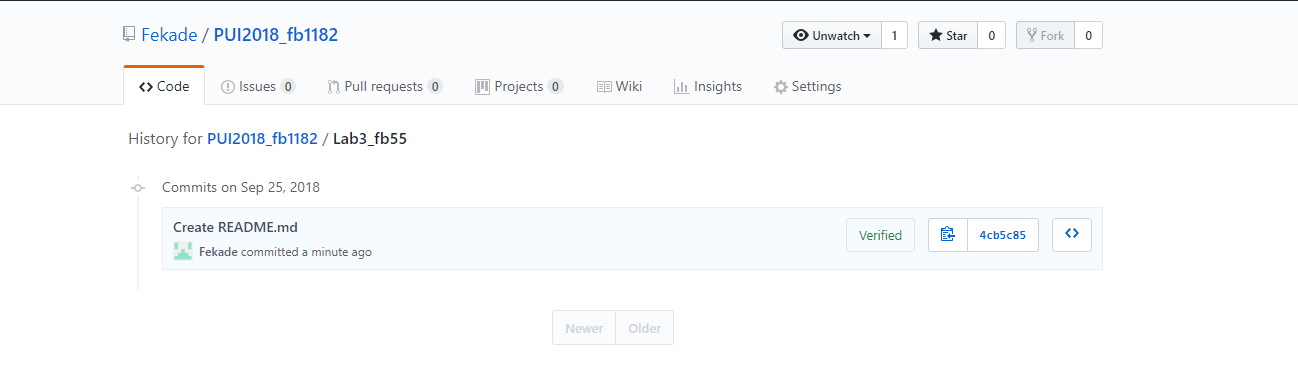 Fekade / PUI2018_fb1182
Unwatch 1 Star 0 Fork 0
Code Issues 0 Pull requests 0 Projects 0 Wiki Insights Settings
History for PUI2018_fb1182 / Lab3_fb55
Commits on Sep 25, 2018
Create README.md
Verified 4cb5c85
Fekade committed a minute ago
Newer Older